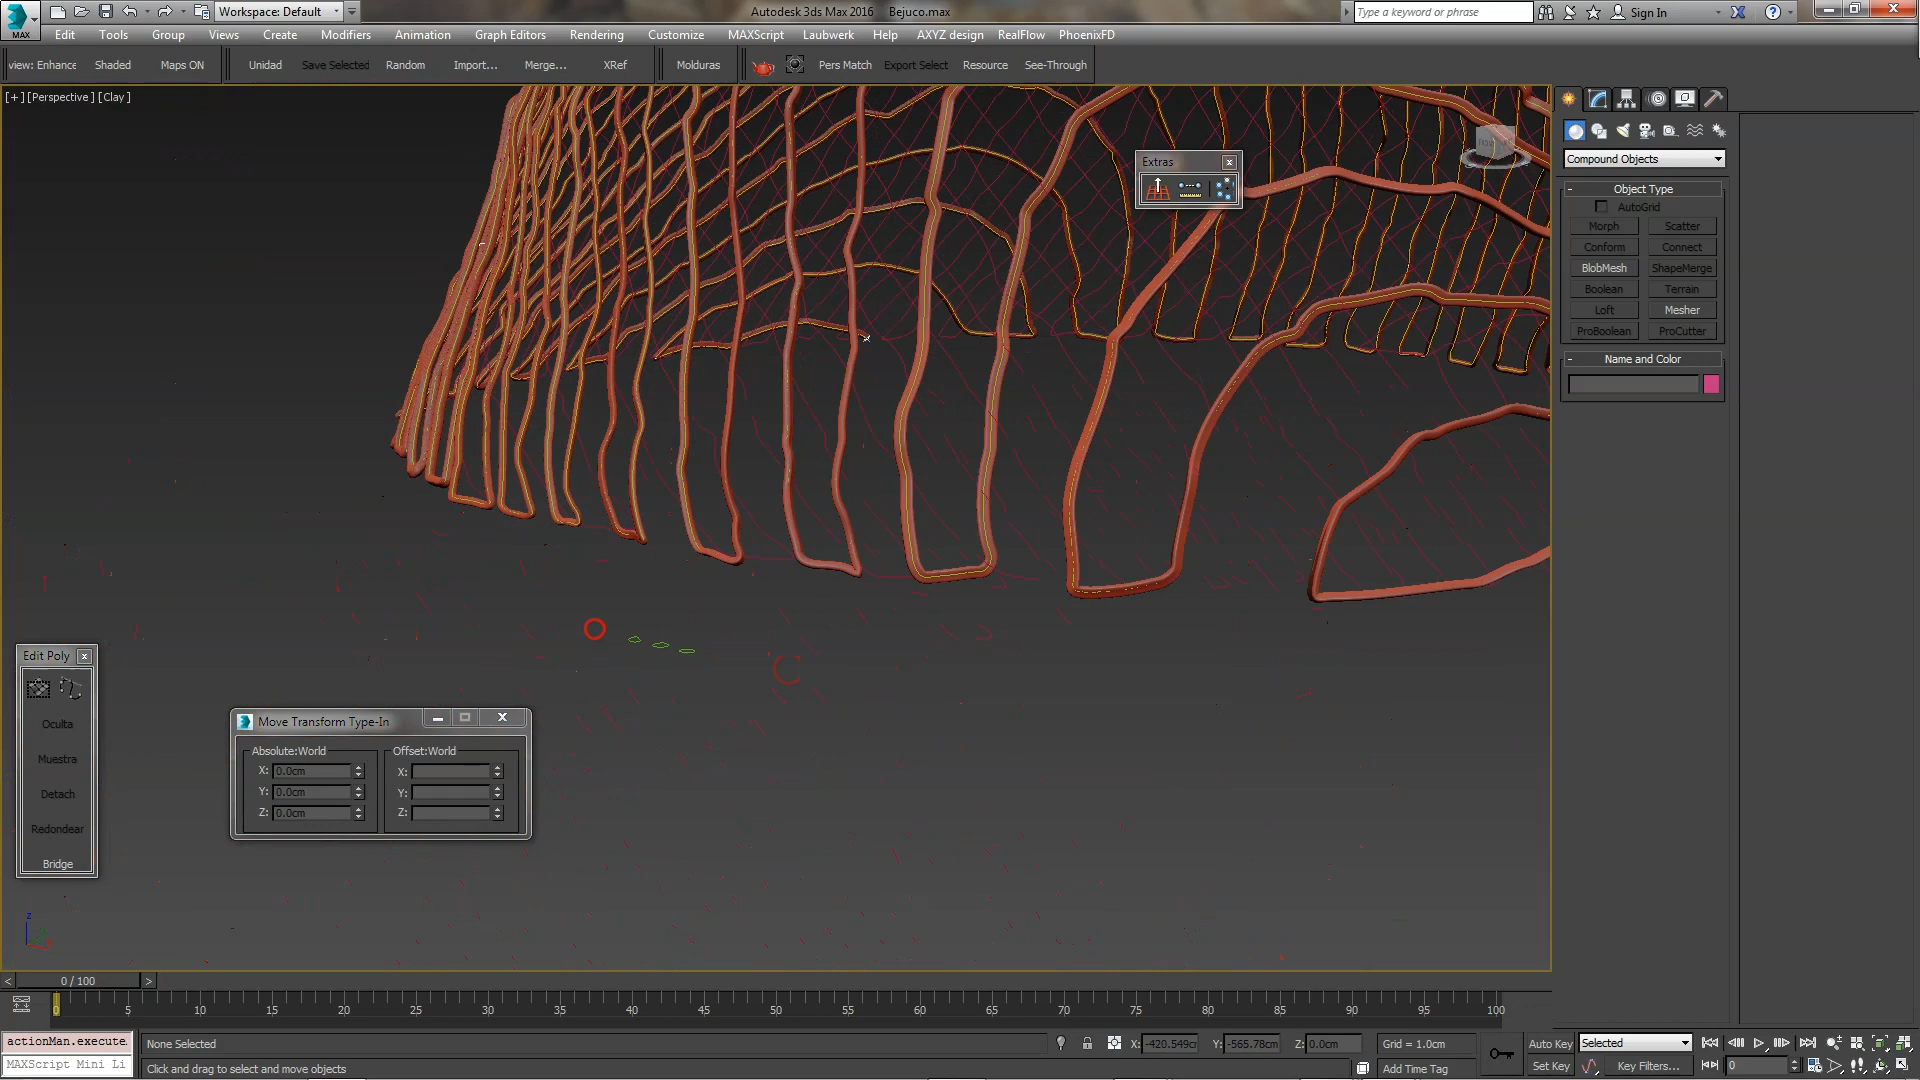 Workspace: Default
Autodesk 3ds Max 2016 Bejuco.max
Type a keyword or phrase
Sign In
MAX
Edit Tools Group Views Create Modifiers Animation Graph Editors Rendering Customize MAXScript Laubwerk Help AXYZ design RealFlow PhoenixFD
view: Enhance Shaded Maps ON Unidad Save Selected Random Import... Merge... XRef Molduras Pers Match Export Select Resource See-Through
[+] [Perspective ] [Clay ]
Extras
Compound Objects
Object Type
AutoGrid
Morph Scatter
Conform Connect
BlobMesh ShapeMerge
Boolean Terrain
Loft Mesher
ProBoolean ProCutter
Name and Color
Edit Poly
Oculta
Muestra
Detach
Redondear
Bridge
Move Transform Type-In
Absolute:World Offset:World
X: 0.0cm X:
Y: 0.0cm Y:
Z: 0.0cm Z:
z
< 0 / 100 >
0 5 10 15 20 25 30 35 40 45 50 55 60 65 70 75 80 85 90 95 100
actionMan.execute
None Selected
X: -420.549cm Y: -565.78cm Z: 0.0cm Grid = 1.0cm
Auto Key Selected
MAXScript Mini Li
Click and drag to select and move objects
Add Time Tag
Set Key Key Filters... 0